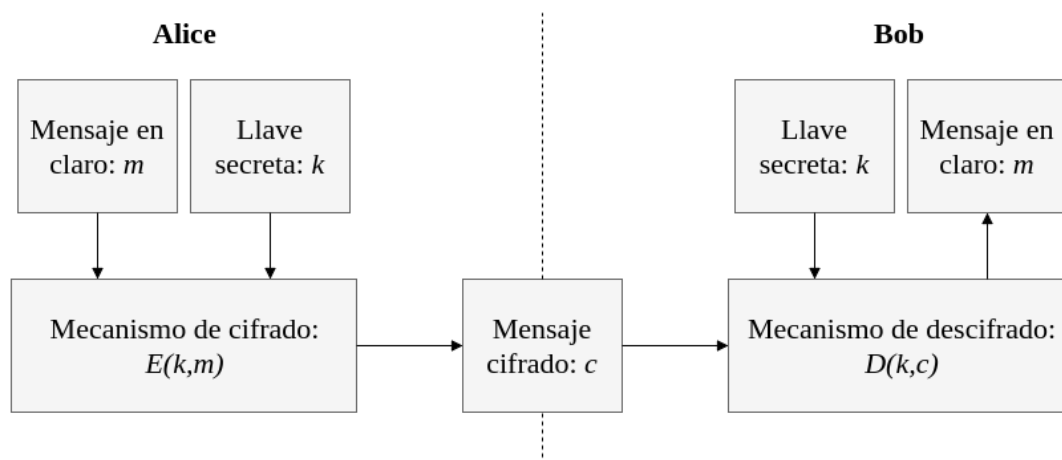 Alice
Bob
Mensaje en
claro: m
Llave
secreta: k
Llave
secreta: k
Mensaje en
claro: m
Mecanismo de cifrado:
E(k,m)
Mensaje
cifrado: c
Mecanismo de descifrado:
D(k,c)